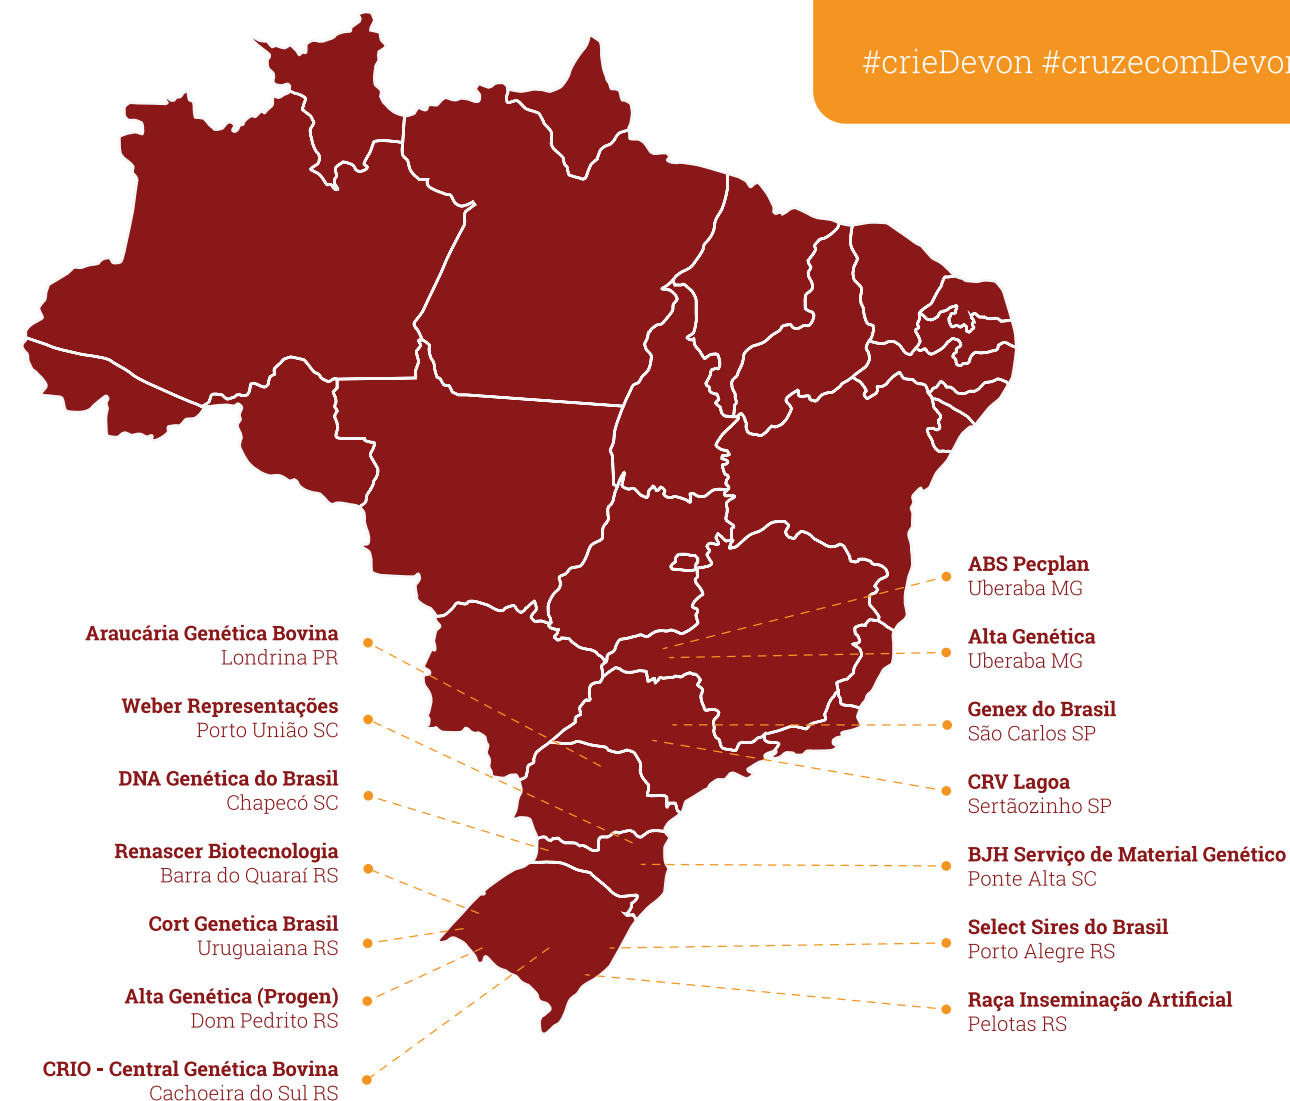 #crieDevon #cruzecomDevon
Araucária Genética Bovina
Londrina PR
Weber Representações
Porto União SC
DNA Genética do Brasil
Chapecó SC
Renascer Biotecnologia
Barra do Quaraí RS
Cort Genetica Brasil
Uruguaiana RS
Alta Genética (Progen)
Dom Pedrito RS
CRIO - Central Genética Bovina
Cachoeira do Sul RS
ABS Pecplan
Uberaba MG
Alta Genética
Uberaba MG
Genex do Brasil
São Carlos SP
CRV Lagoa
Sertãozinho SP
BJH Serviço de Material Genético
Ponte Alta SC
Select Sires do Brasil
Porto Alegre RS
Raça Inseminação Artificial
Pelotas RS